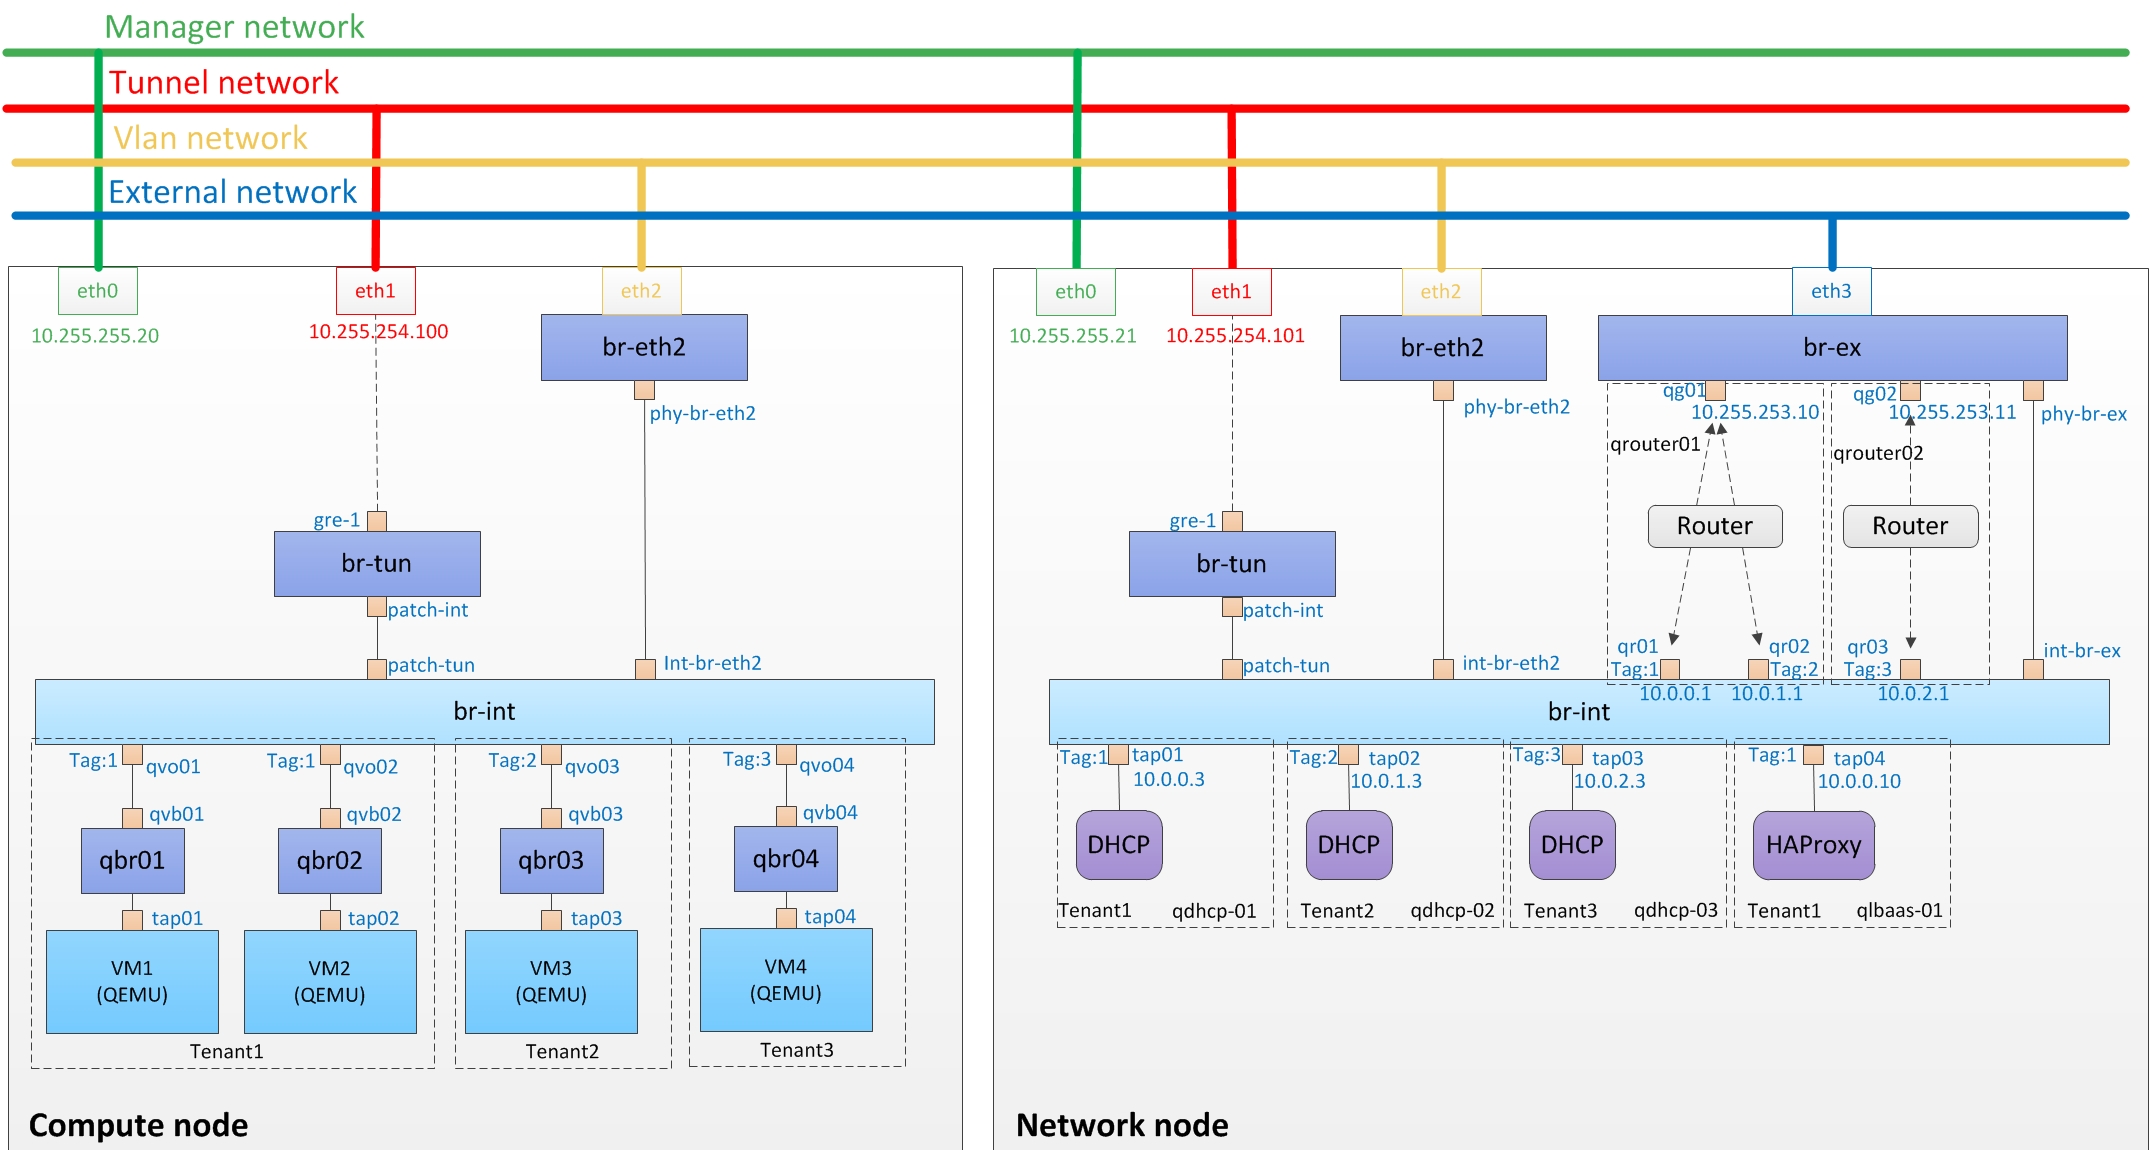 Manager network
Tunnel network
Vlan network
External network
eth0
10.255.255.20
eth1
10.255.254.100
eth2
br-eth2
phy-br-eth2
gre-1
br-tun
patch-int
patch-tun
Int-br-eth2
br-int
Tag:1
qvo01
Tag:1
qvo02
Tag:2
qvo03
Tag:3
qvo04
qvb01
qvb02
qvb03
qvb04
qbr01
qbr02
qbr03
qbr04
tap01
tap02
tap03
tap04
VM1
(QEMU)
VM2
(QEMU)
VM3
(QEMU)
VM4
(QEMU)
Tenant1
Tenant2
Tenant3
Compute node
eth0
10.255.255.21
eth1
10.255.254.101
eth2
br-eth2
phy-br-eth2
eth3
br-ex
qg01
10.255.253.10
qg02
10.255.253.11
phy-br-ex
qrouter01
qrouter02
Router
Router
gre-1
br-tun
patch-int
patch-tun
int-br-eth2
qr01
Tag:1
10.0.0.1
qr02
Tag:2
10.0.1.1
qr03
Tag:3
10.0.2.1
int-br-ex
br-int
Tag:1
tap01
10.0.0.3
Tag:2
tap02
10.0.1.3
Tag:3
tap03
10.0.2.3
Tag:1
tap04
10.0.0.10
DHCP
DHCP
DHCP
HAProxy
Tenant1
qdhcp-01
Tenant2
qdhcp-02
Tenant3
qdhcp-03
Tenant1
qlbaas-01
Network node